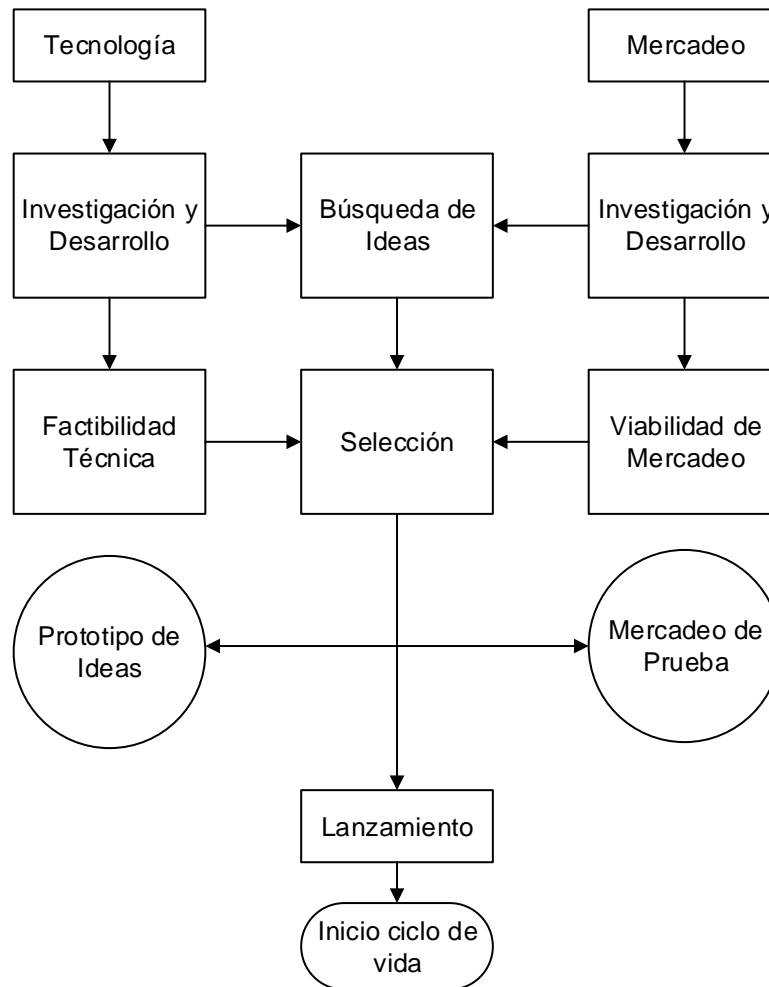 Tecnología
Mercadeo
Investigación y
Desarrollo
Búsqueda de
Ideas
Investigación y
Desarrollo
Factibilidad
Técnica
Selección
Viabilidad de
Mercadeo
Prototipo de
Ideas
Mercadeo de
Prueba
Lanzamiento
Inicio ciclo de
vida